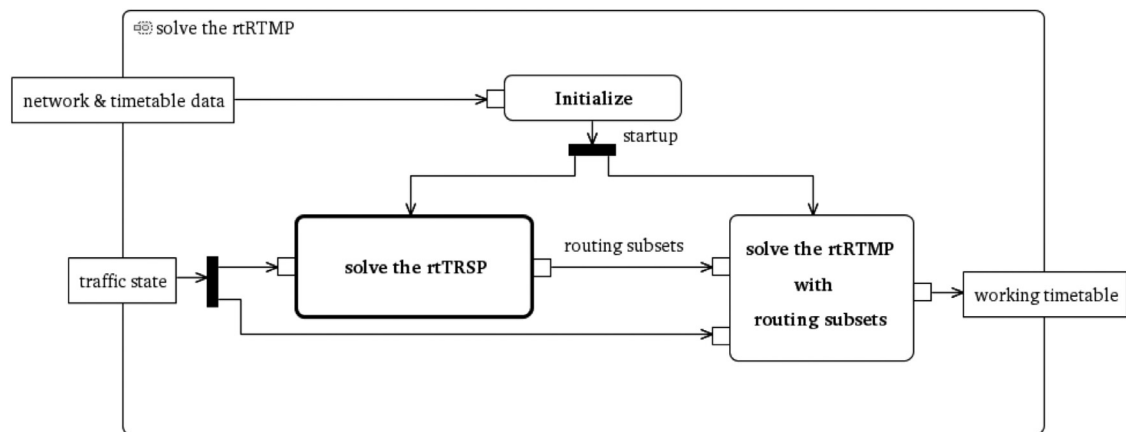 solve the rtRTMP
network & timetable data
Initialize
startup
solve the rtTRSP
routing subsets
solve the rtRTMP
with
routing subsets
traffic state
working timetable